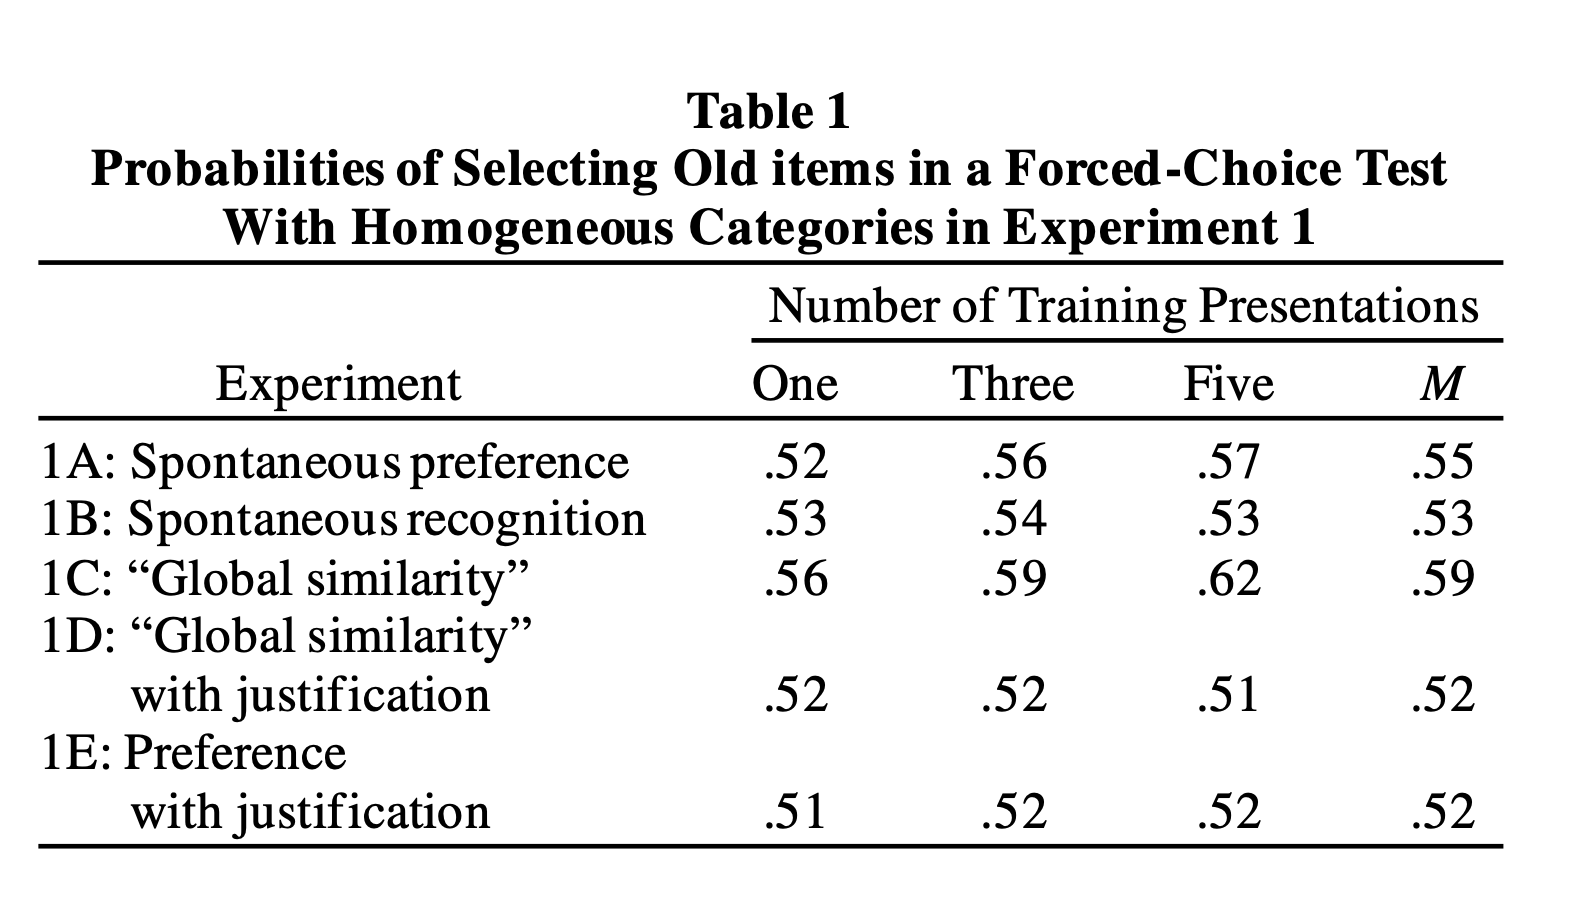 Table 1
Probabilities of Selecting Old items in a Forced-Choice Test
With Homogeneous Categories in Experiment 1
Number of Training Presentations
Experiment One Three Five M
1A: Spontaneous preference .52 .56 .57 .55
1B: Spontaneous recognition .53 .54 .53 .53
1C: “Global similarity” .56 .59 .62 .59
1D: “Global similarity”
with justification .52 .52 .51 .52
1E: Preference
with justification .51 .52 .52 .52